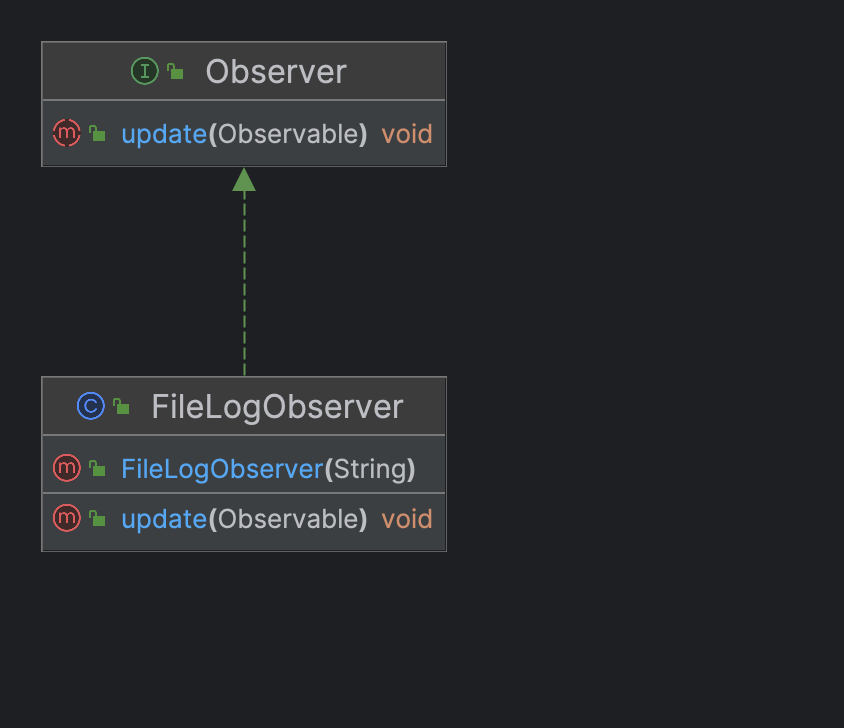 I Observer
m update(Observable) void
C FileLogObserver
m FileLogObserver(String)
m update(Observable) void